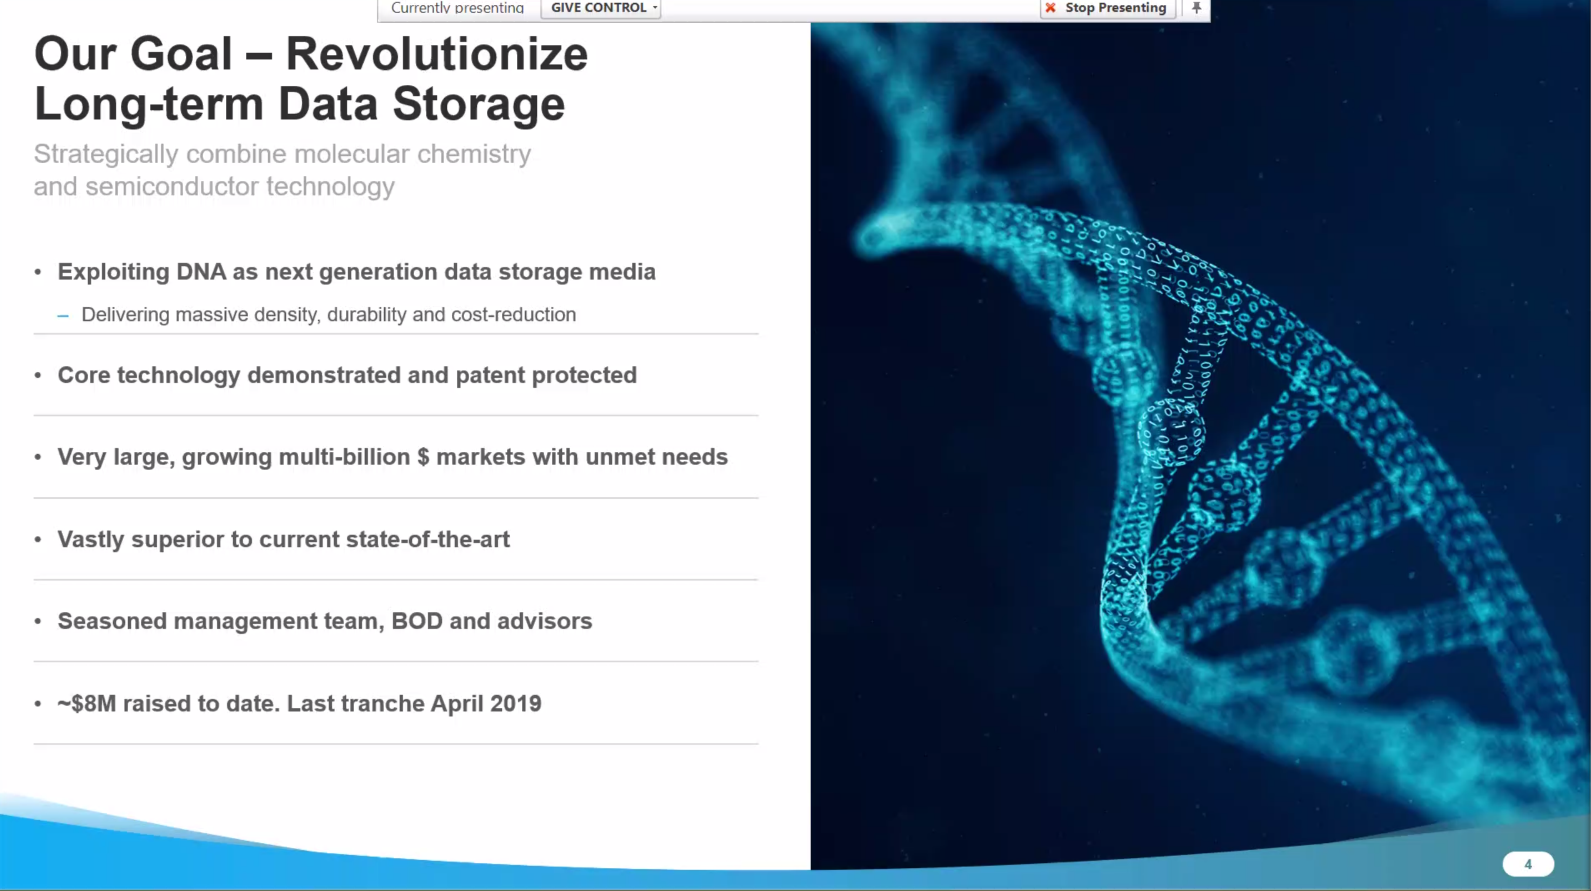 Currently presenting
GIVE CONTROL
Stop Presenting
Our Goal – Revolutionize
Long-term Data Storage
Strategically combine molecular chemistry
and semiconductor technology
• Exploiting DNA as next generation data storage media
– Delivering massive density, durability and cost-reduction
• Core technology demonstrated and patent protected
• Very large, growing multi-billion $ markets with unmet needs
• Vastly superior to current state-of-the-art
• Seasoned management team, BOD and advisors
• ~$8M raised to date. Last tranche April 2019
4